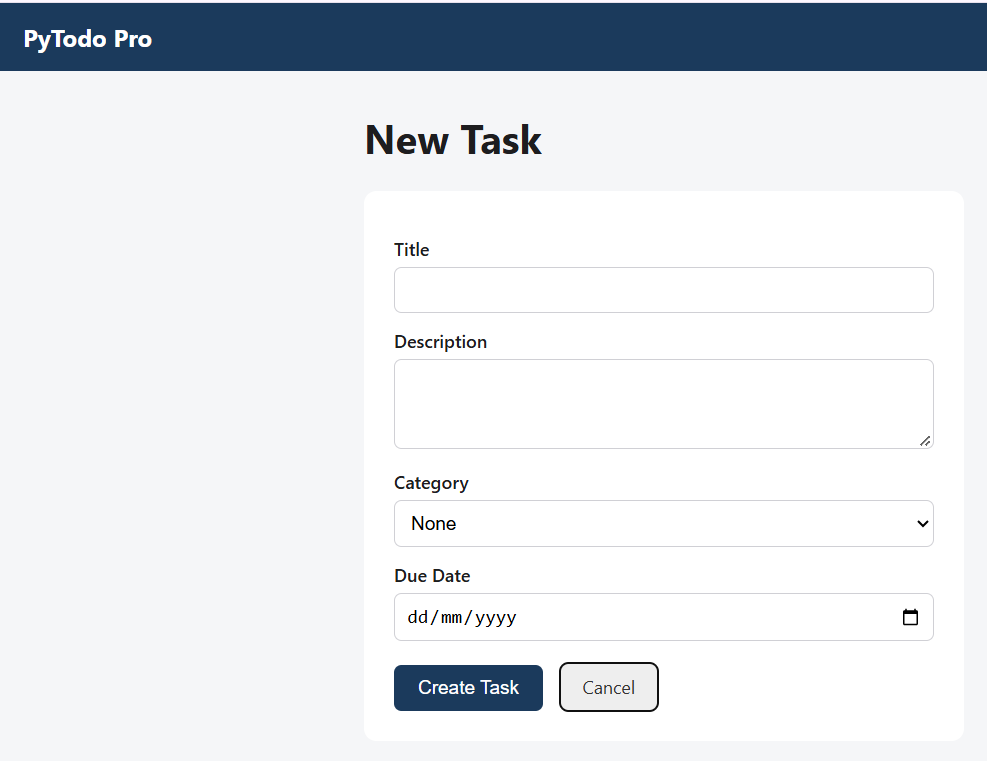 PyTodo Pro
New Task
Title
Description
Category
None
Due Date
dd/mm/yyyy
Create Task Cancel